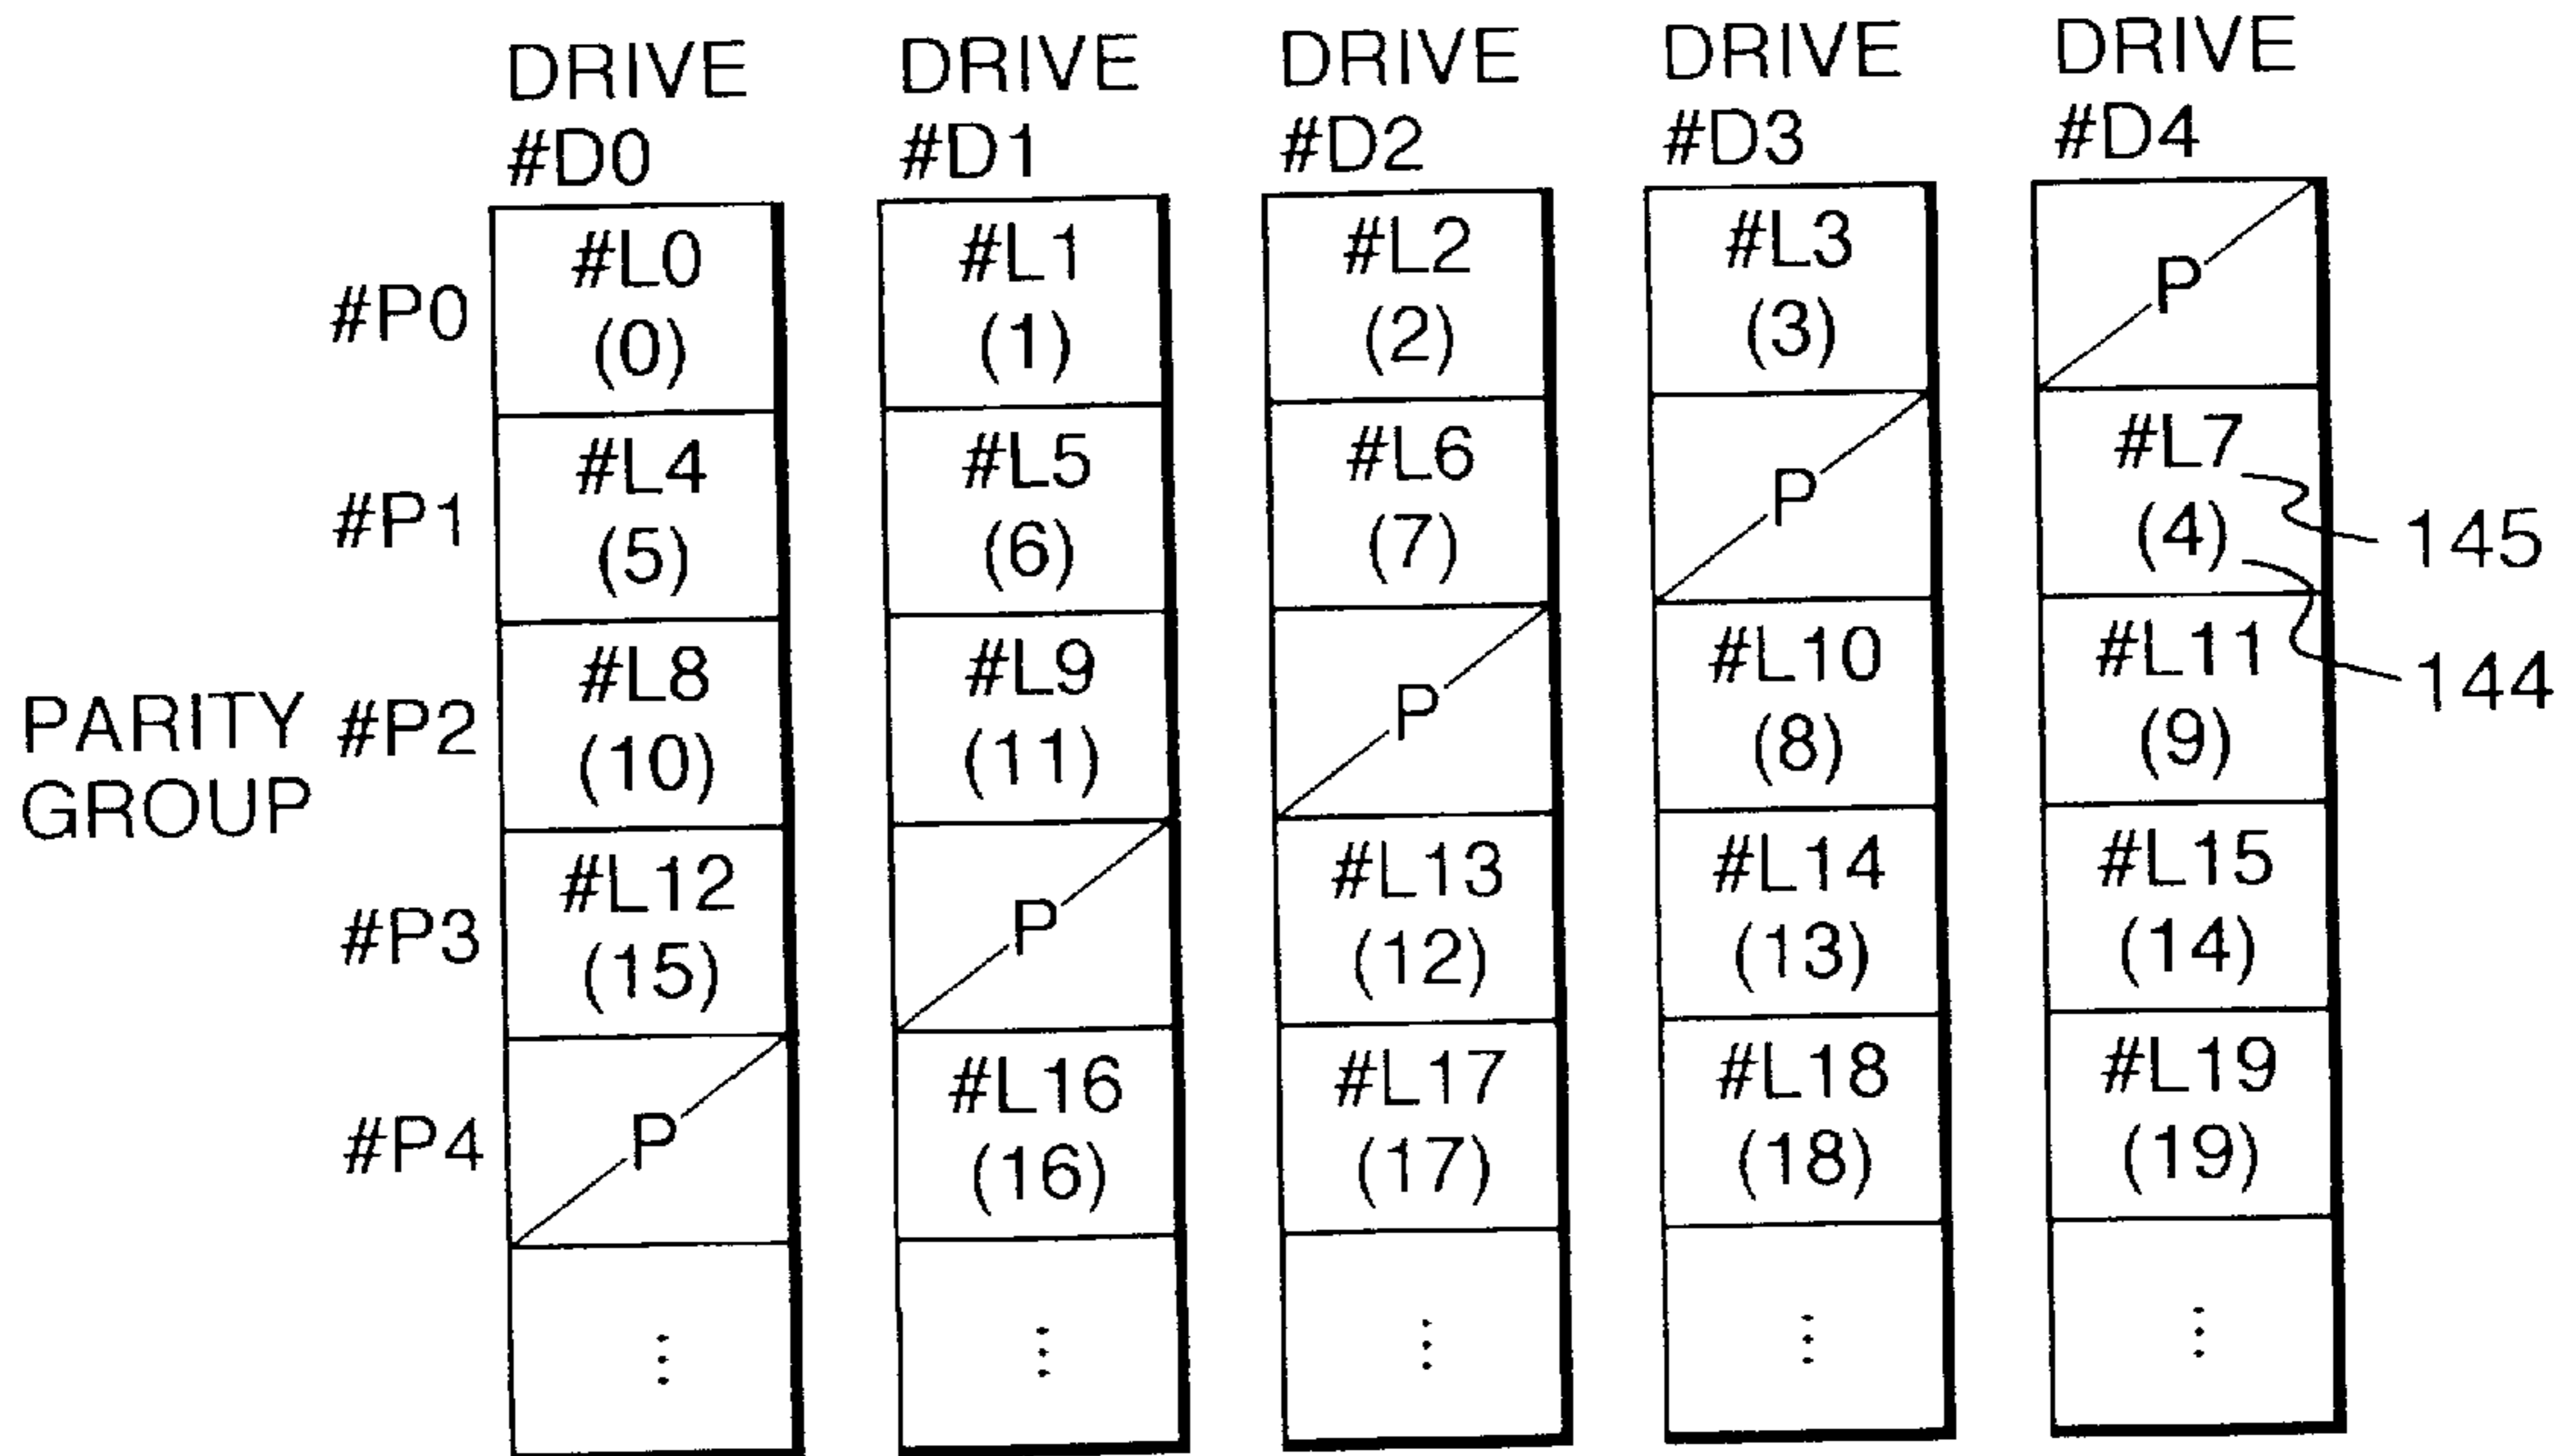 DRIVE DRIVE DRIVE DRIVE DRIVE
#D0 #D1 #D2 #D3 #D4
#L0 #L1 #L2 #L3
#P0 (0) (1) (2) (3) P
#L4 #L5 #L6 #L7
#P1 (5) (6) (7) P (4) 145
#L8 #L9 #L10 #L11 144
PARITY #P2 (10) (11) P (8) (9)
GROUP
#L12 #L13 #L14 #L15
#P3 (15) P (12) (13) (14)
#L16 #L17 #L18 #L19
#P4 P (16) (17) (18) (19)
⋮ ⋮ ⋮ ⋮ ⋮